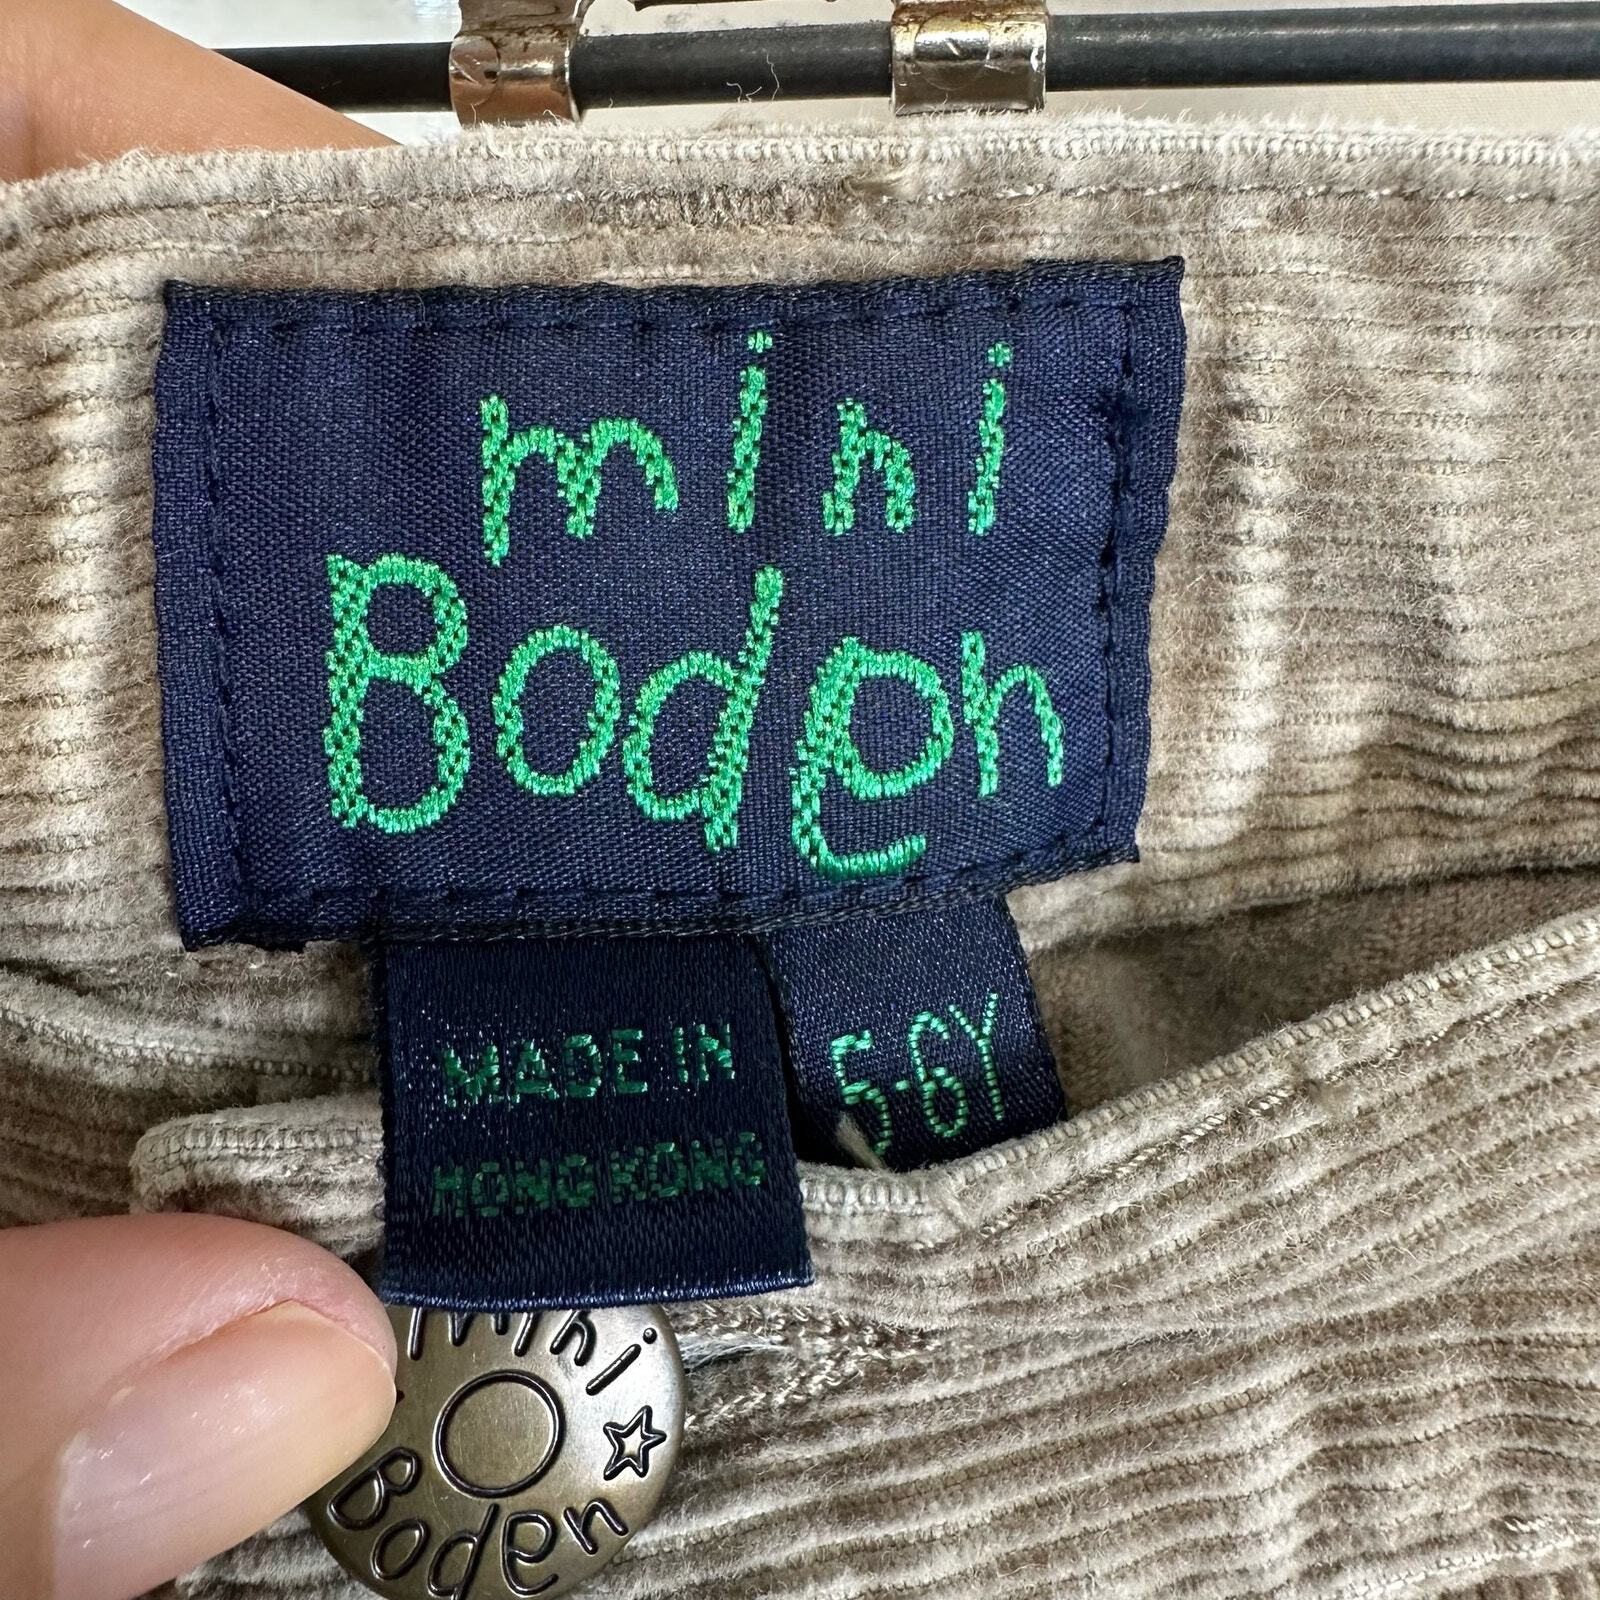 mini
Boden
MADE IN
HONG KONG
5-6Y
mini
Boden